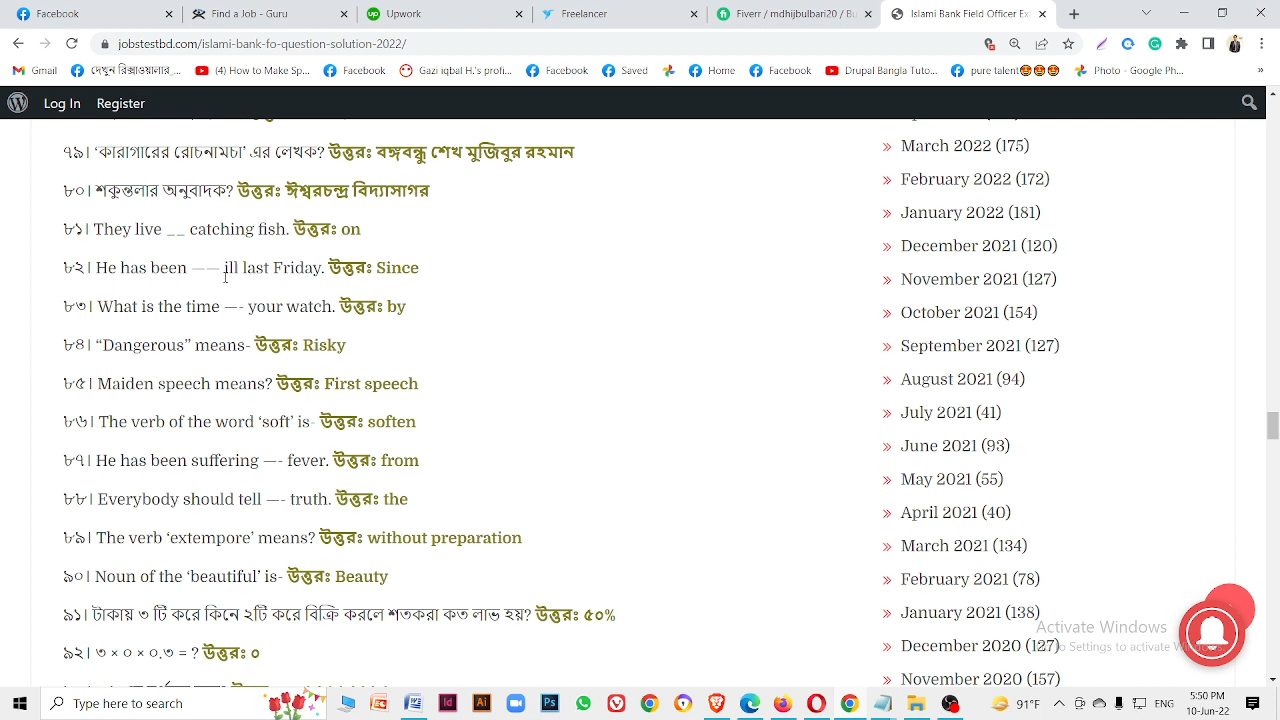 Facebook
Upwork
Freelancer
Fiverr / mdhijbulbari20 / Bu
Islami Bank Field Officer Exa
jobstestbd.com/islami-bank-fo-question-solution-2022/
Gmail
(4) How to Make Sp...
Facebook
Gazi iqbal H.'s profi...
Facebook
Saved
Home
Facebook
Drupal Bangla Tuto...
power talent
Photo - Google Ph...
Log In
Register
৭৯। ‘কারাগারের রোচনামচা’ এর লেখক? উত্তরঃ বঙ্গবন্ধু শেখ মুজিবুর রহমান
৮০। শকুন্তলার অনুবাদক? উত্তরঃ ঈশ্বরচন্দ্র বিদ্যাসাগর
৮১। They live __ catching fish. উত্তরঃ on
৮২। He has been —— ill last Friday. উত্তরঃ Since
৮৩। What is the time —- your watch. উত্তরঃ by
৮৪। “Dangerous” means- উত্তরঃ Risky
৮৫। Maiden speech means? উত্তরঃ First speech
৮৬। The verb of the word ‘soft’ is- উত্তরঃ soften
৮৭। He has been suffering —- fever. উত্তরঃ from
৮৮। Everybody should tell —- truth. উত্তরঃ the
৮৯। The verb ‘extempore’ means? উত্তরঃ without preparation
৯০। Noun of the ‘beautiful’ is- উত্তরঃ Beauty
৯১। টাকায় ৩ টি করে কিনে ২টি করে বিক্রি করলে শতকরা কত লাভ হয়? উত্তরঃ ৫০%
৯২। ৩ × ০ × ০.৩ = ? উত্তরঃ ০
March 2022 (175)
February 2022 (172)
January 2022 (181)
December 2021 (120)
November 2021 (127)
October 2021 (154)
September 2021 (127)
August 2021 (94)
July 2021 (41)
June 2021 (93)
May 2021 (55)
April 2021 (40)
March 2021 (134)
February 2021 (78)
January 2021 (138)
December 2020 (127)
November 2020 (157)
Activate Windows
to Settings to activate
Type here to search
91°F
ENG
5:50 PM
10-Jun-22